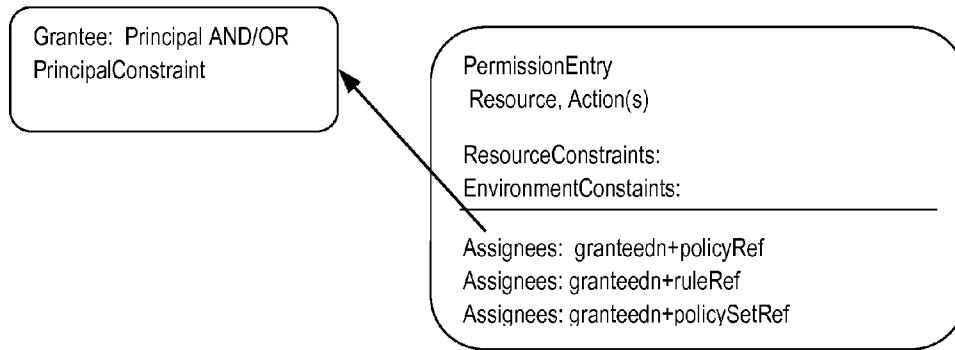 Grantee: Principal AND/OR
PrincipalConstraint
PermissionEntry
Resource, Action(s)
ResourceConstraints:
EnvironmentConstaints:
Assignees: granteedn+policyRef
Assignees: granteedn+ruleRef
Assignees: granteedn+policySetRef